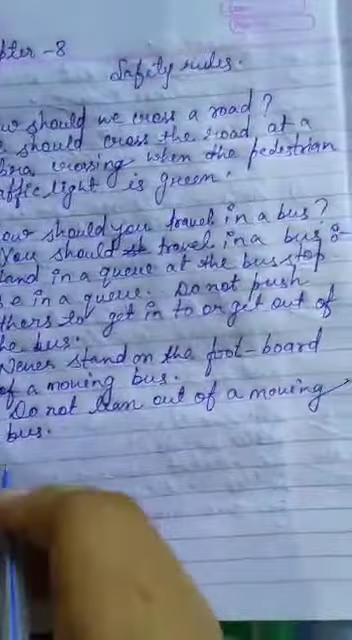 pter - 8
Safity rules.
ow should we cross a road ?
e should cross the road at a
bra crossing when the pedestrian
affic light is green.
ow should you travel in a bus ?
You should travel in a bus :-
tand in a queue at the bus stop
o in a queue. Do not push
thers to get in to or get out of
he bus.
Never stand on the foot-board
of a moving bus.
Do not lean out of a moving
bus.